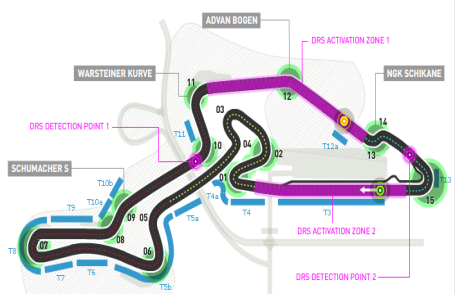 ADVAN BOGEN
DRS ACTIVATION ZONE 1
WARSTEINER KURVE
11
12
NGK SCHIKANE
03
14
DRS DETECTION POINT 1
T11
10
04
02
T12a
13
SCHUMACHER S
T10b
01
T13
T10a
T4a
15
T9
09
05
T5a
T4
T3
08
T8
07
06
DRS ACTIVATION ZONE 2
T7
T6
T5b
DRS DETECTION POINT 2